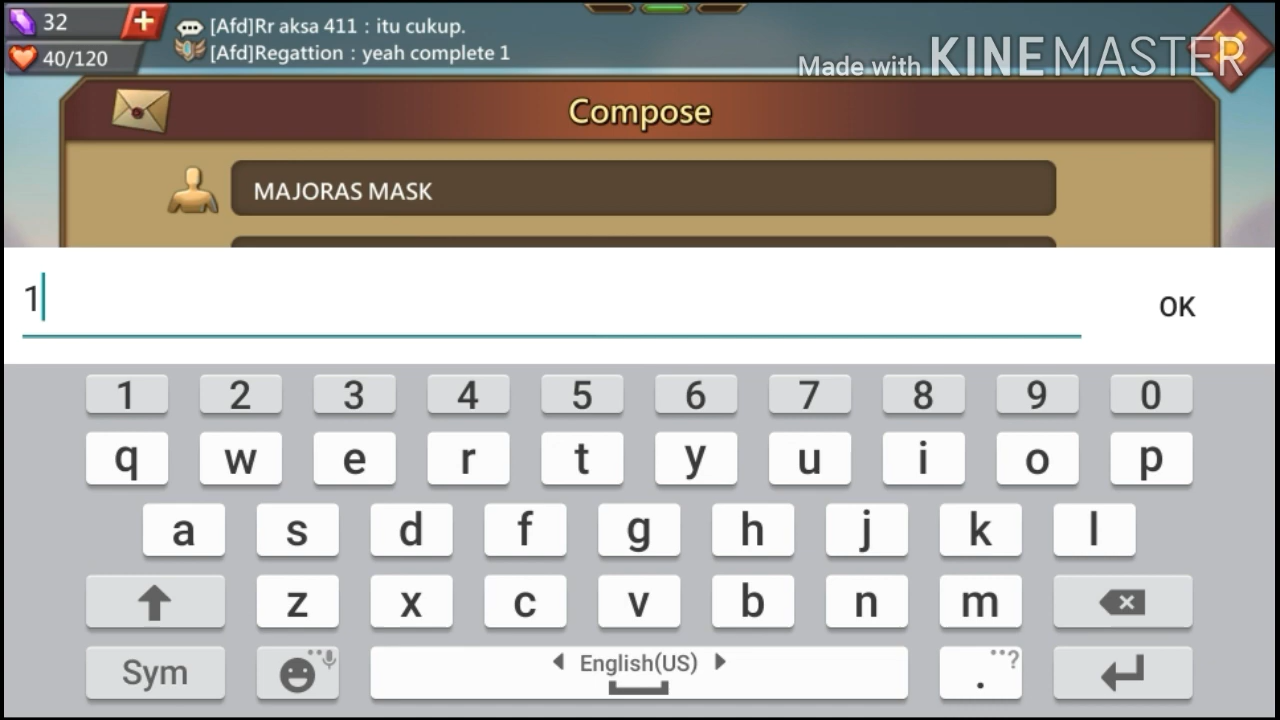 32
[Afd]Rr aksa 411 : itu cukup.
40/120
[Afd]Regattion : yeah complete 1
Made with KINEMASTER
Compose
MAJORAS MASK
1
OK
1 2 3 4 5 6 7 8 9 0
q w e r t y u i o p
a s d f g h j k l
z x c v b n m
Sym
English(US)
. ?